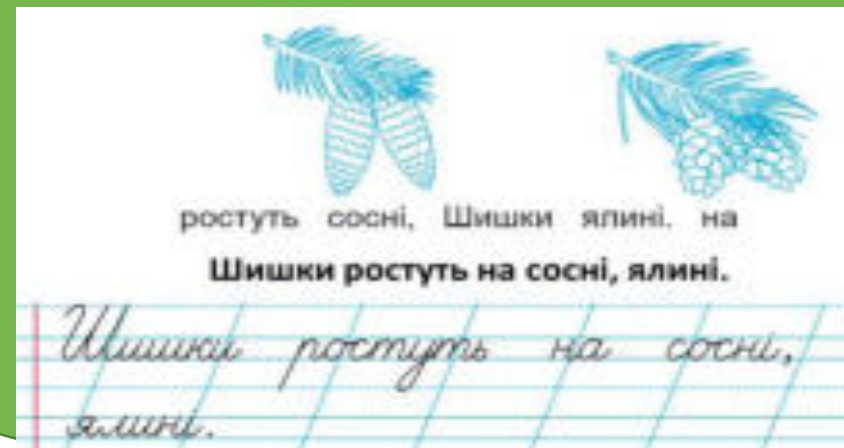 ростуть сосні, Шишки ялині. на
Шишки ростуть на сосні, ялині.
Шишки ростуть на сосні,
ялині.